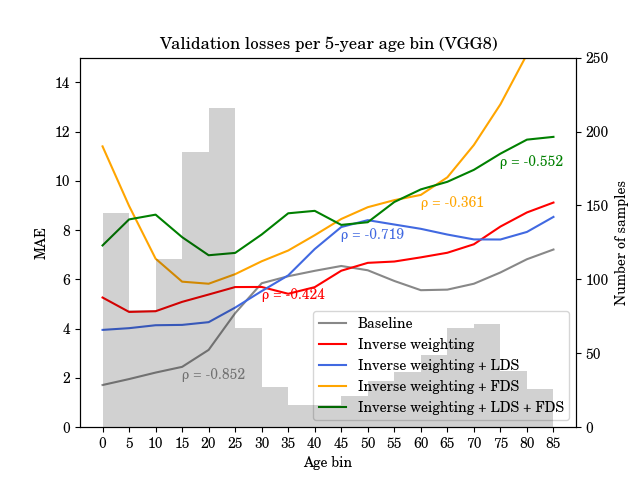 Validation losses per 5-year age bin (VGG8)
14
12
10
8
6
4
2
0
MAE
250
200
150
100
50
0
Number of samples
ρ = -0.552
ρ = -0.361
ρ = -0.719
ρ = -0.424
ρ = -0.852
Baseline
Inverse weighting
Inverse weighting + LDS
Inverse weighting + FDS
Inverse weighting + LDS + FDS
0 5 10 15 20 25 30 35 40 45 50 55 60 65 70 75 80 85
Age bin